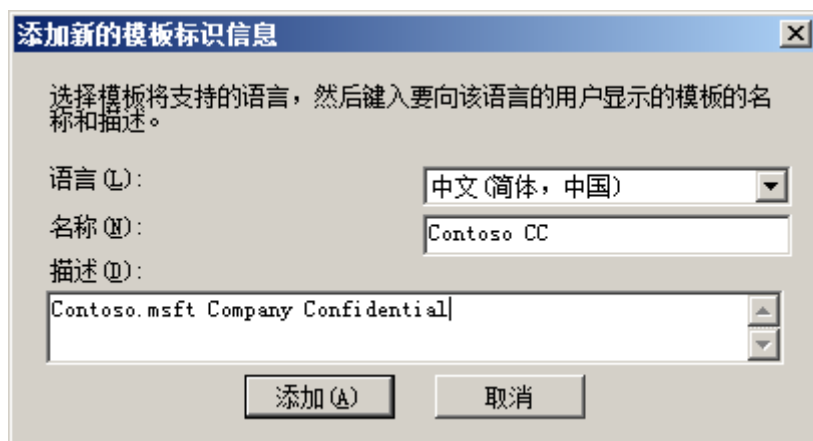 添加新的模板标识信息
选择模板将支持的语言，然后键入要向该语言的用户显示的模板的名
称和描述。
语言(L):
中文(简体，中国)
名称(N):
Contoso CC
描述(D):
Contoso.msft Company Confidential
添加(A)
取消